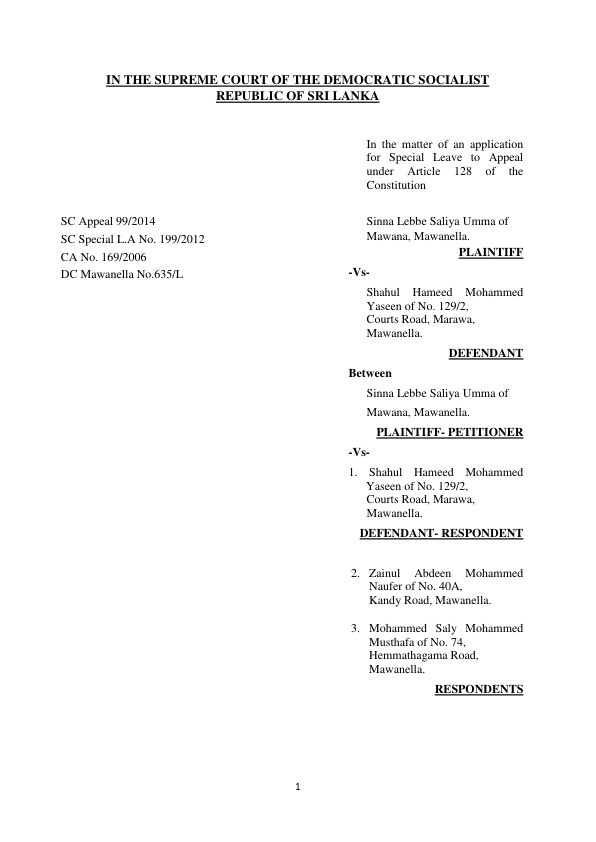 IN THE SUPREME COURT OF THE DEMOCRATIC SOCIALIST
REPUBLIC OF SRI LANKA
In the matter of an application
for Special Leave to Appeal
under Article 128 of the
Constitution
SC Appeal 99/2014
SC Special L.A No. 199/2012
CA No. 169/2006
DC Mawanella No.635/L
Sinna Lebbe Saliya Umma of
Mawana, Mawanella.
PLAINTIFF
-Vs-
Shahul Hameed Mohammed
Yaseen of No. 129/2,
Courts Road, Marawa,
Mawanella.
DEFENDANT
Between
Sinna Lebbe Saliya Umma of
Mawana, Mawanella.
PLAINTIFF- PETITIONER
-Vs-
1. Shahul Hameed Mohammed
Yaseen of No. 129/2,
Courts Road, Marawa,
Mawanella.
DEFENDANT- RESPONDENT
2. Zainul Abdeen Mohammed
Naufer of No. 40A,
Kandy Road, Mawanella.
3. Mohammed Saly Mohammed
Musthafa of No. 74,
Hemmathagama Road,
Mawanella.
RESPONDENTS
1